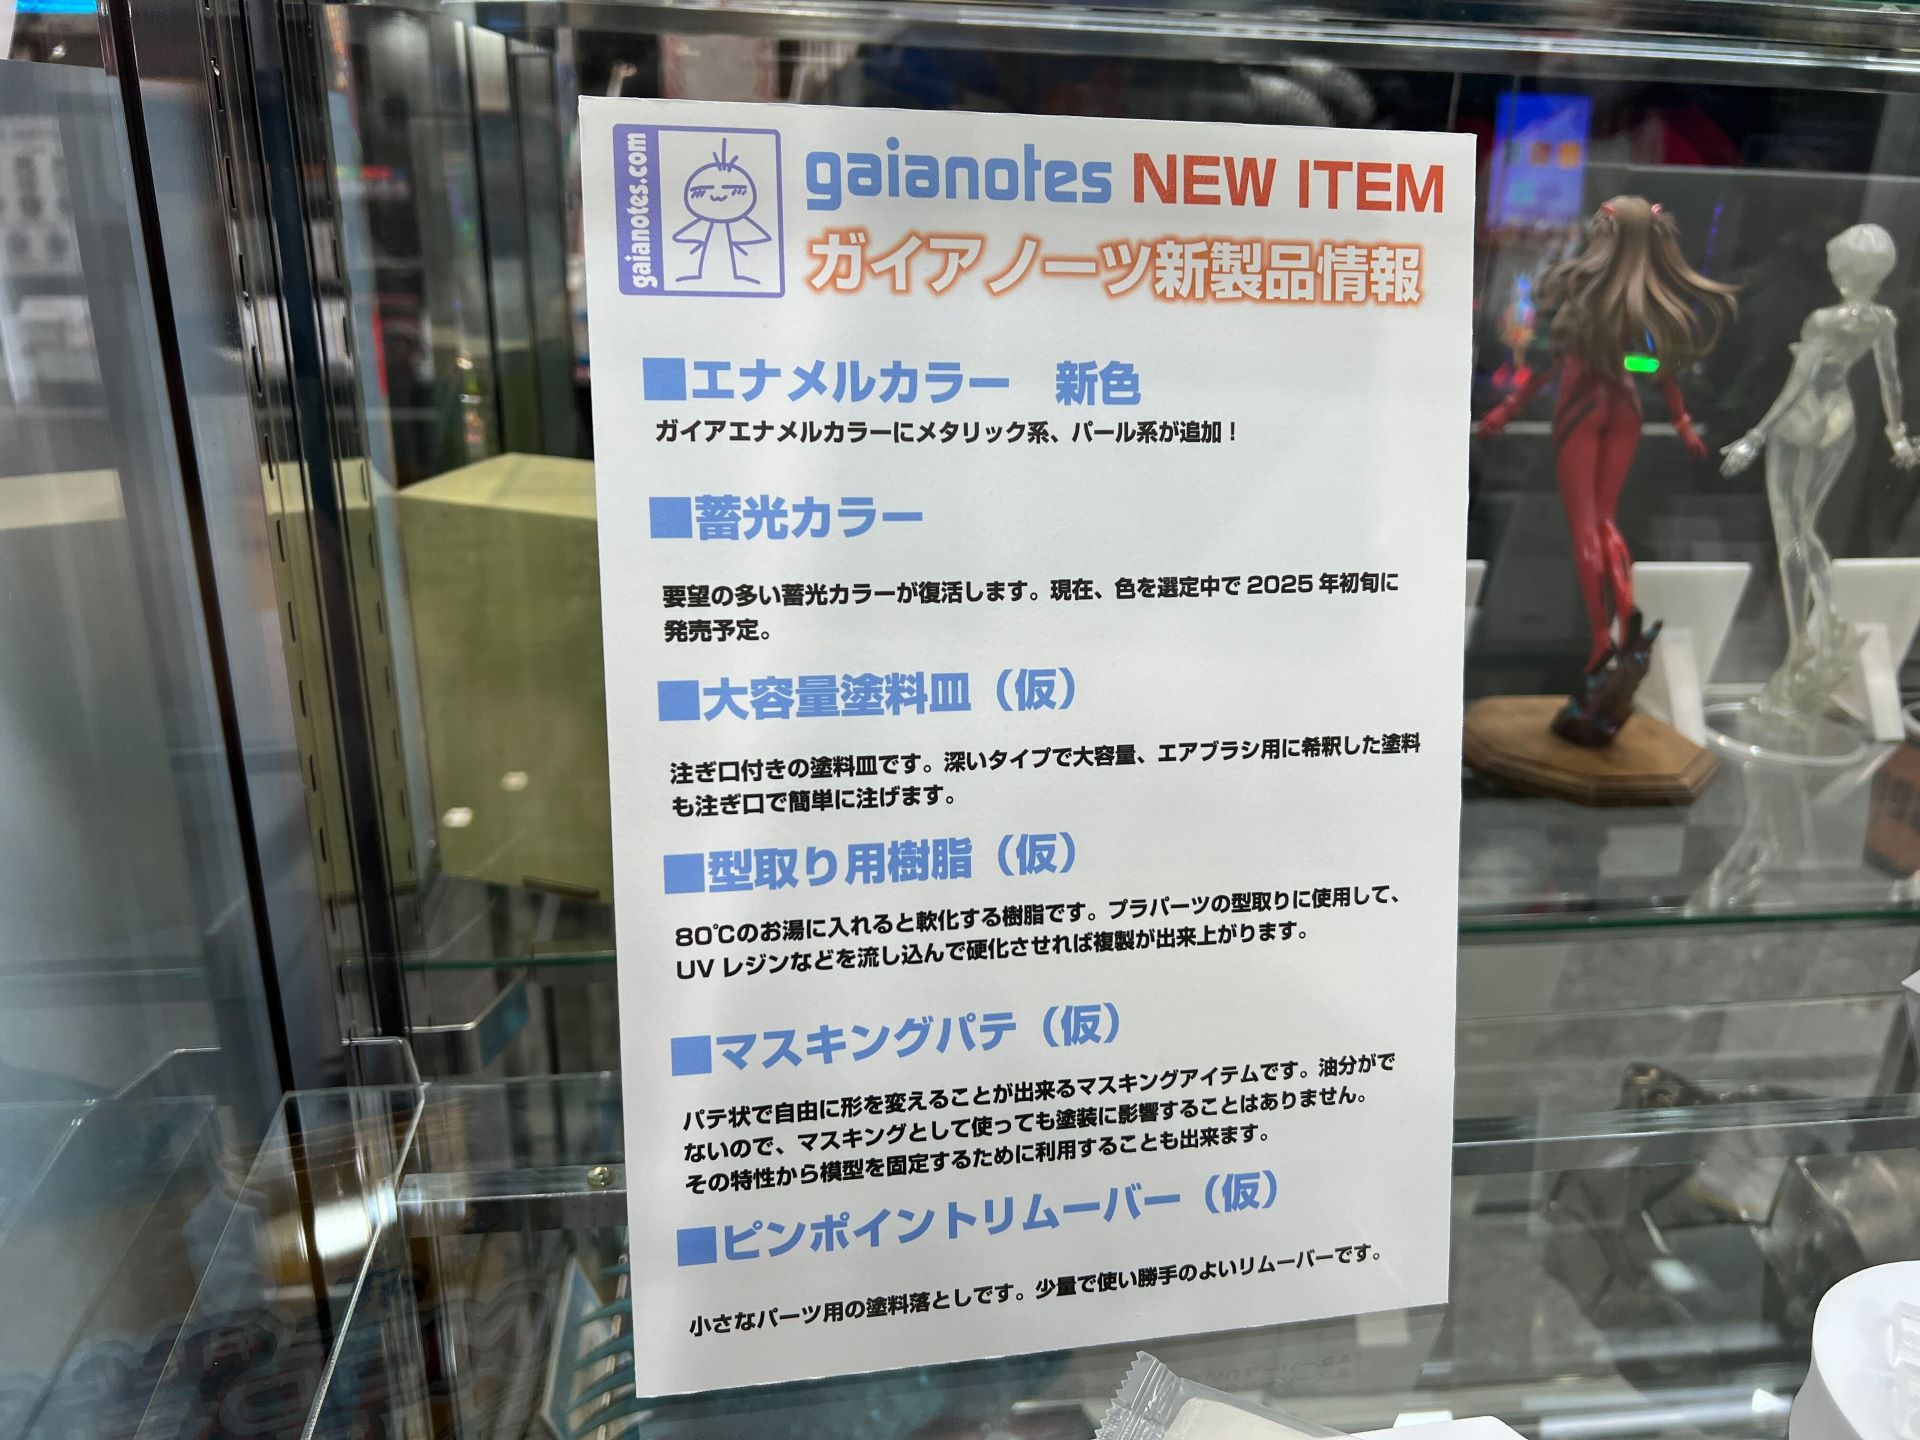 gaianotes.com
gaianotes NEW ITEM
ガイアノーツ新製品情報
■エナメルカラー　新色
ガイアエナメルカラーにメタリック系、パール系が追加！
■蓄光カラー
要望の多い蓄光カラーが復活します。現在、色を選定中で2025年初旬に
発売予定。
■大容量塗料皿（仮）
注ぎ口付きの塗料皿です。深いタイプで大容量、エアブラシ用に希釈した塗料
も注ぎ口で簡単に注げます。
■型取り用樹脂（仮）
80℃のお湯に入れると軟化する樹脂です。プラパーツの型取りに使用して、
UVレジンなどを流し込んで硬化させれば複製が出来上がります。
■マスキングパテ（仮）
パテ状で自由に形を変えることが出来るマスキングアイテムです。油分がで
ないので、マスキングとして使っても塗装に影響することはありません。
その特性から模型を固定するために利用することも出来ます。
■ピンポイントリムーバー（仮）
小さなパーツ用の塗料落としです。少量で使い勝手のよいリムーバーです。